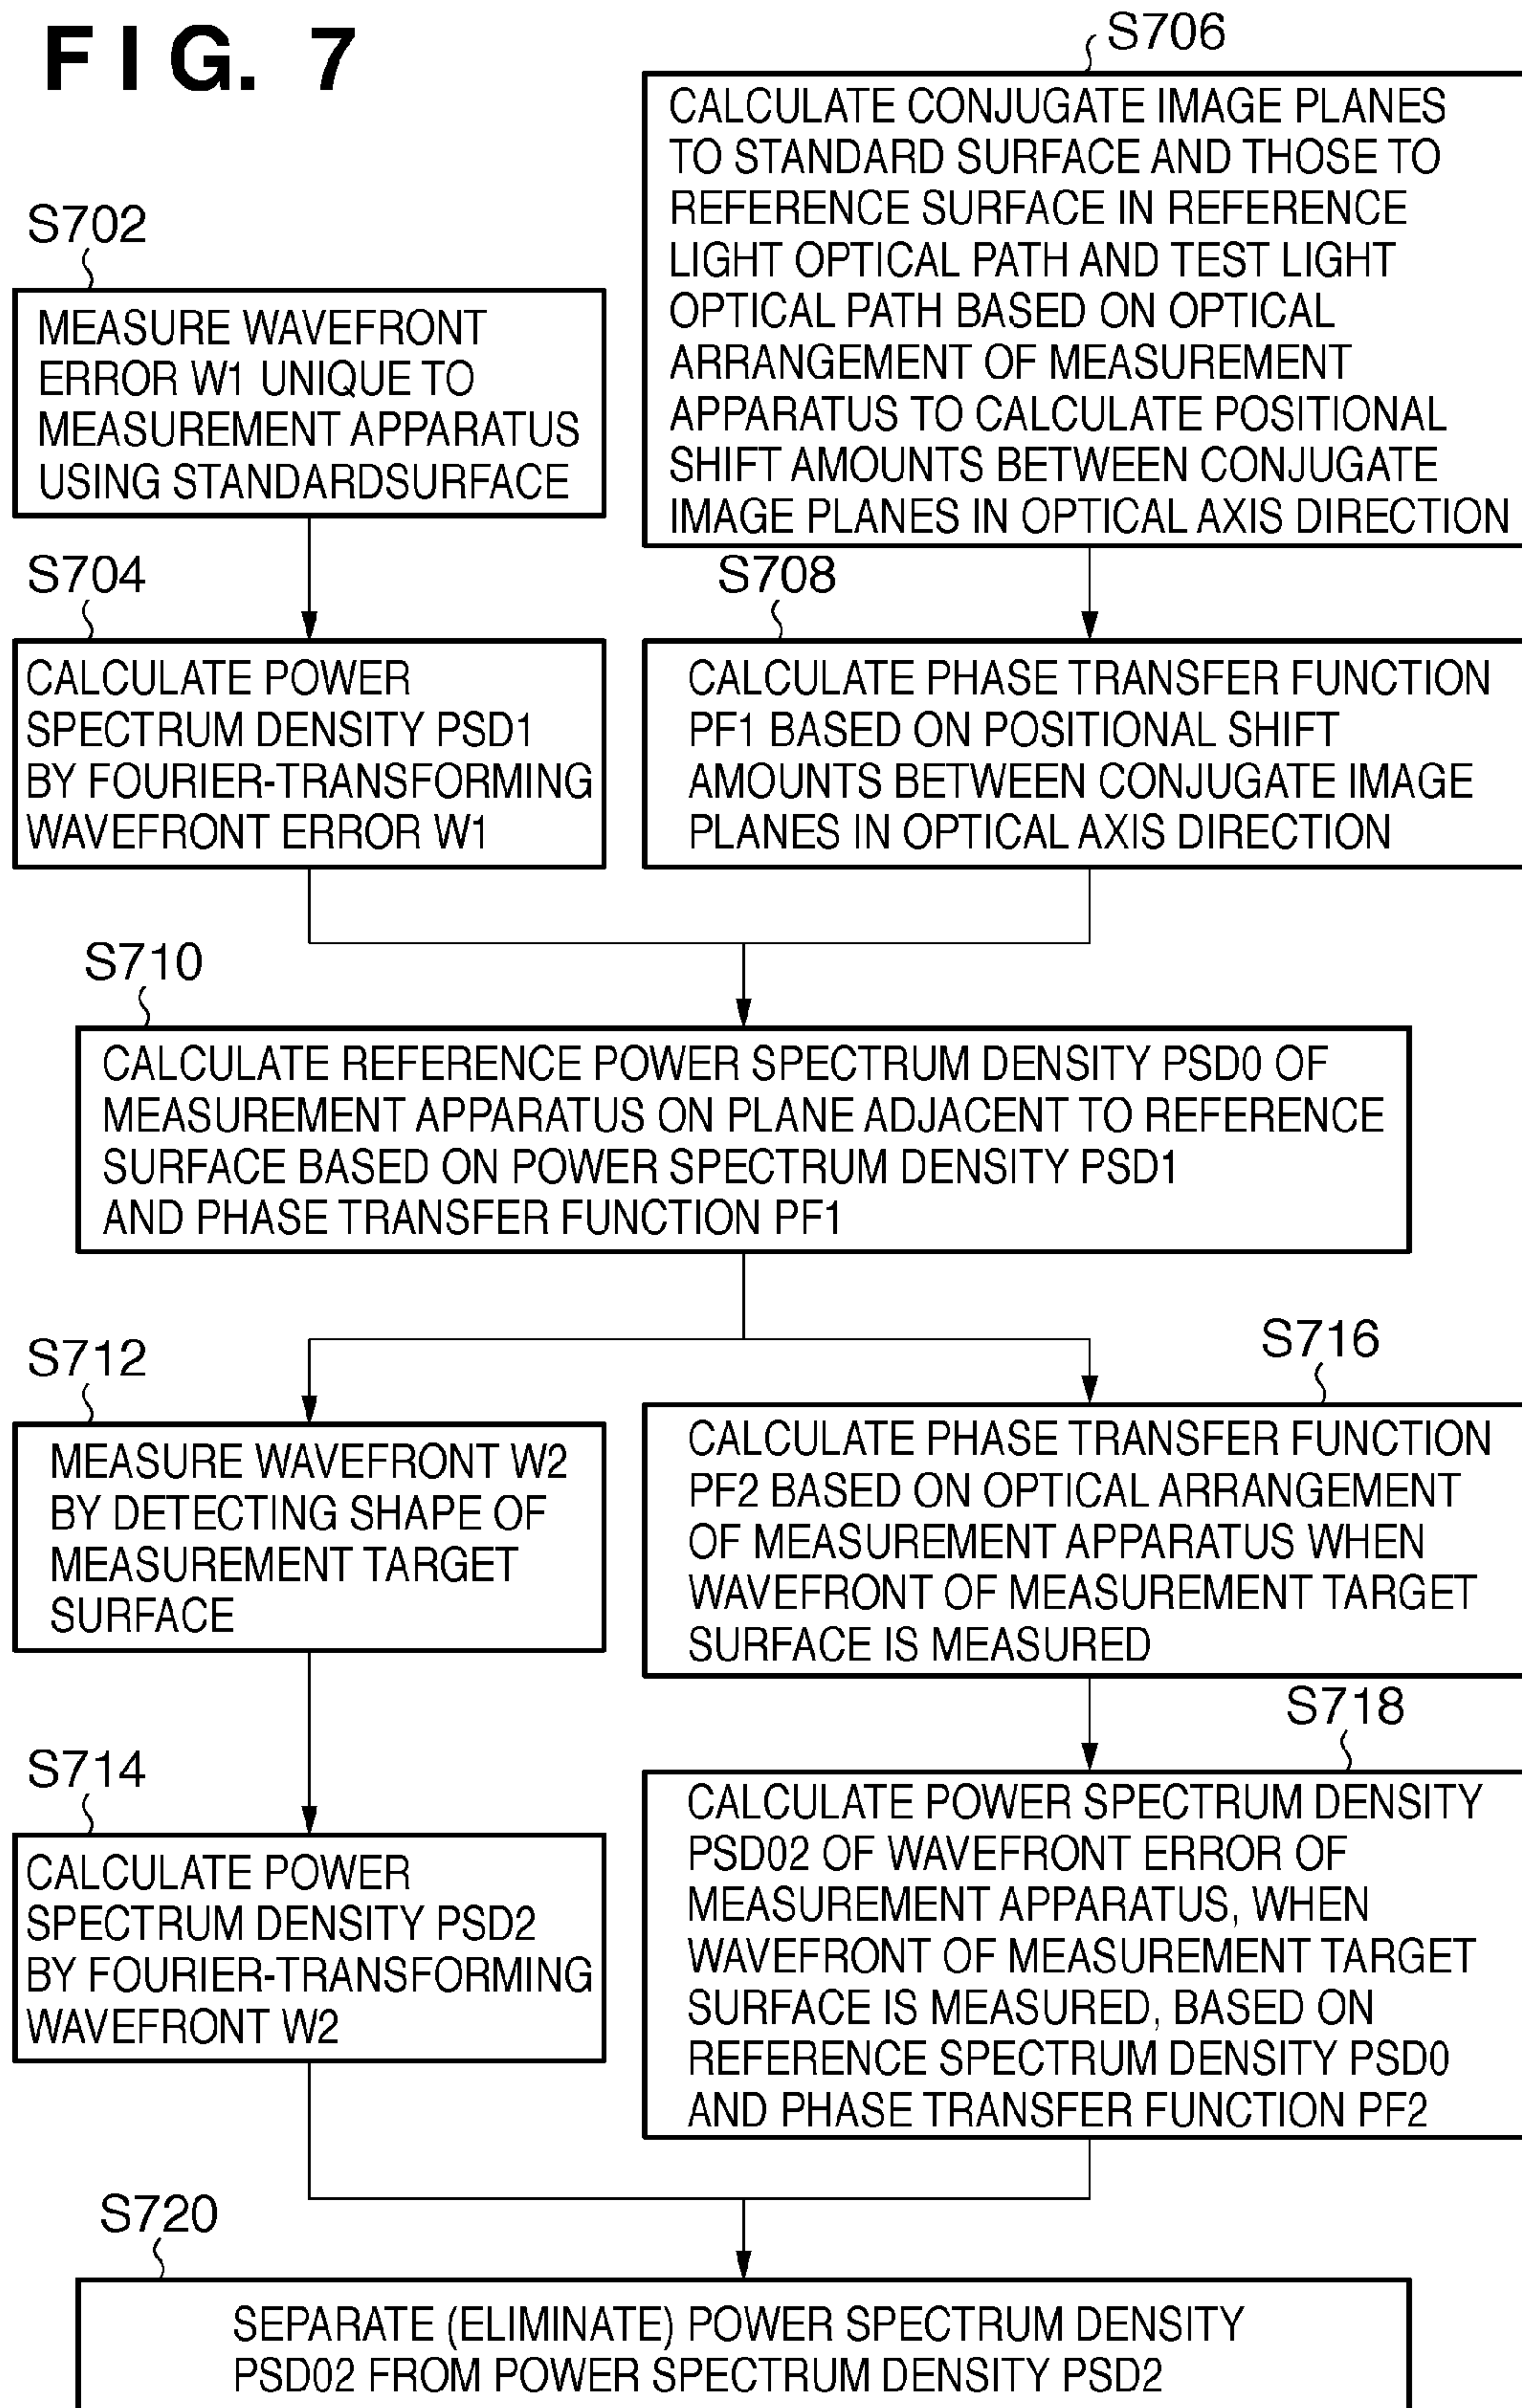 FIG. 7
S702
MEASURE WAVEFRONT
ERROR W1 UNIQUE TO
MEASUREMENT APPARATUS
USING STANDARDSURFACE
S706
CALCULATE CONJUGATE IMAGE PLANES
TO STANDARD SURFACE AND THOSE TO
REFERENCE SURFACE IN REFERENCE
LIGHT OPTICAL PATH AND TEST LIGHT
OPTICAL PATH BASED ON OPTICAL
ARRANGEMENT OF MEASUREMENT
APPARATUS TO CALCULATE POSITIONAL
SHIFT AMOUNTS BETWEEN CONJUGATE
IMAGE PLANES IN OPTICAL AXIS DIRECTION
S704
CALCULATE POWER
SPECTRUM DENSITY PSD1
BY FOURIER-TRANSFORMING
WAVEFRONT ERROR W1
S708
CALCULATE PHASE TRANSFER FUNCTION
PF1 BASED ON POSITIONAL SHIFT
AMOUNTS BETWEEN CONJUGATE IMAGE
PLANES IN OPTICAL AXIS DIRECTION
S710
CALCULATE REFERENCE POWER SPECTRUM DENSITY PSD0 OF
MEASUREMENT APPARATUS ON PLANE ADJACENT TO REFERENCE
SURFACE BASED ON POWER SPECTRUM DENSITY PSD1
AND PHASE TRANSFER FUNCTION PF1
S712
MEASURE WAVEFRONT W2
BY DETECTING SHAPE OF
MEASUREMENT TARGET
SURFACE
S716
CALCULATE PHASE TRANSFER FUNCTION
PF2 BASED ON OPTICAL ARRANGEMENT
OF MEASUREMENT APPARATUS WHEN
WAVEFRONT OF MEASUREMENT TARGET
SURFACE IS MEASURED
S714
CALCULATE POWER
SPECTRUM DENSITY PSD2
BY FOURIER-TRANSFORMING
WAVEFRONT W2
S718
CALCULATE POWER SPECTRUM DENSITY
PSD02 OF WAVEFRONT ERROR OF
MEASUREMENT APPARATUS, WHEN
WAVEFRONT OF MEASUREMENT TARGET
SURFACE IS MEASURED, BASED ON
REFERENCE SPECTRUM DENSITY PSD0
AND PHASE TRANSFER FUNCTION PF2
S720
SEPARATE (ELIMINATE) POWER SPECTRUM DENSITY
PSD02 FROM POWER SPECTRUM DENSITY PSD2